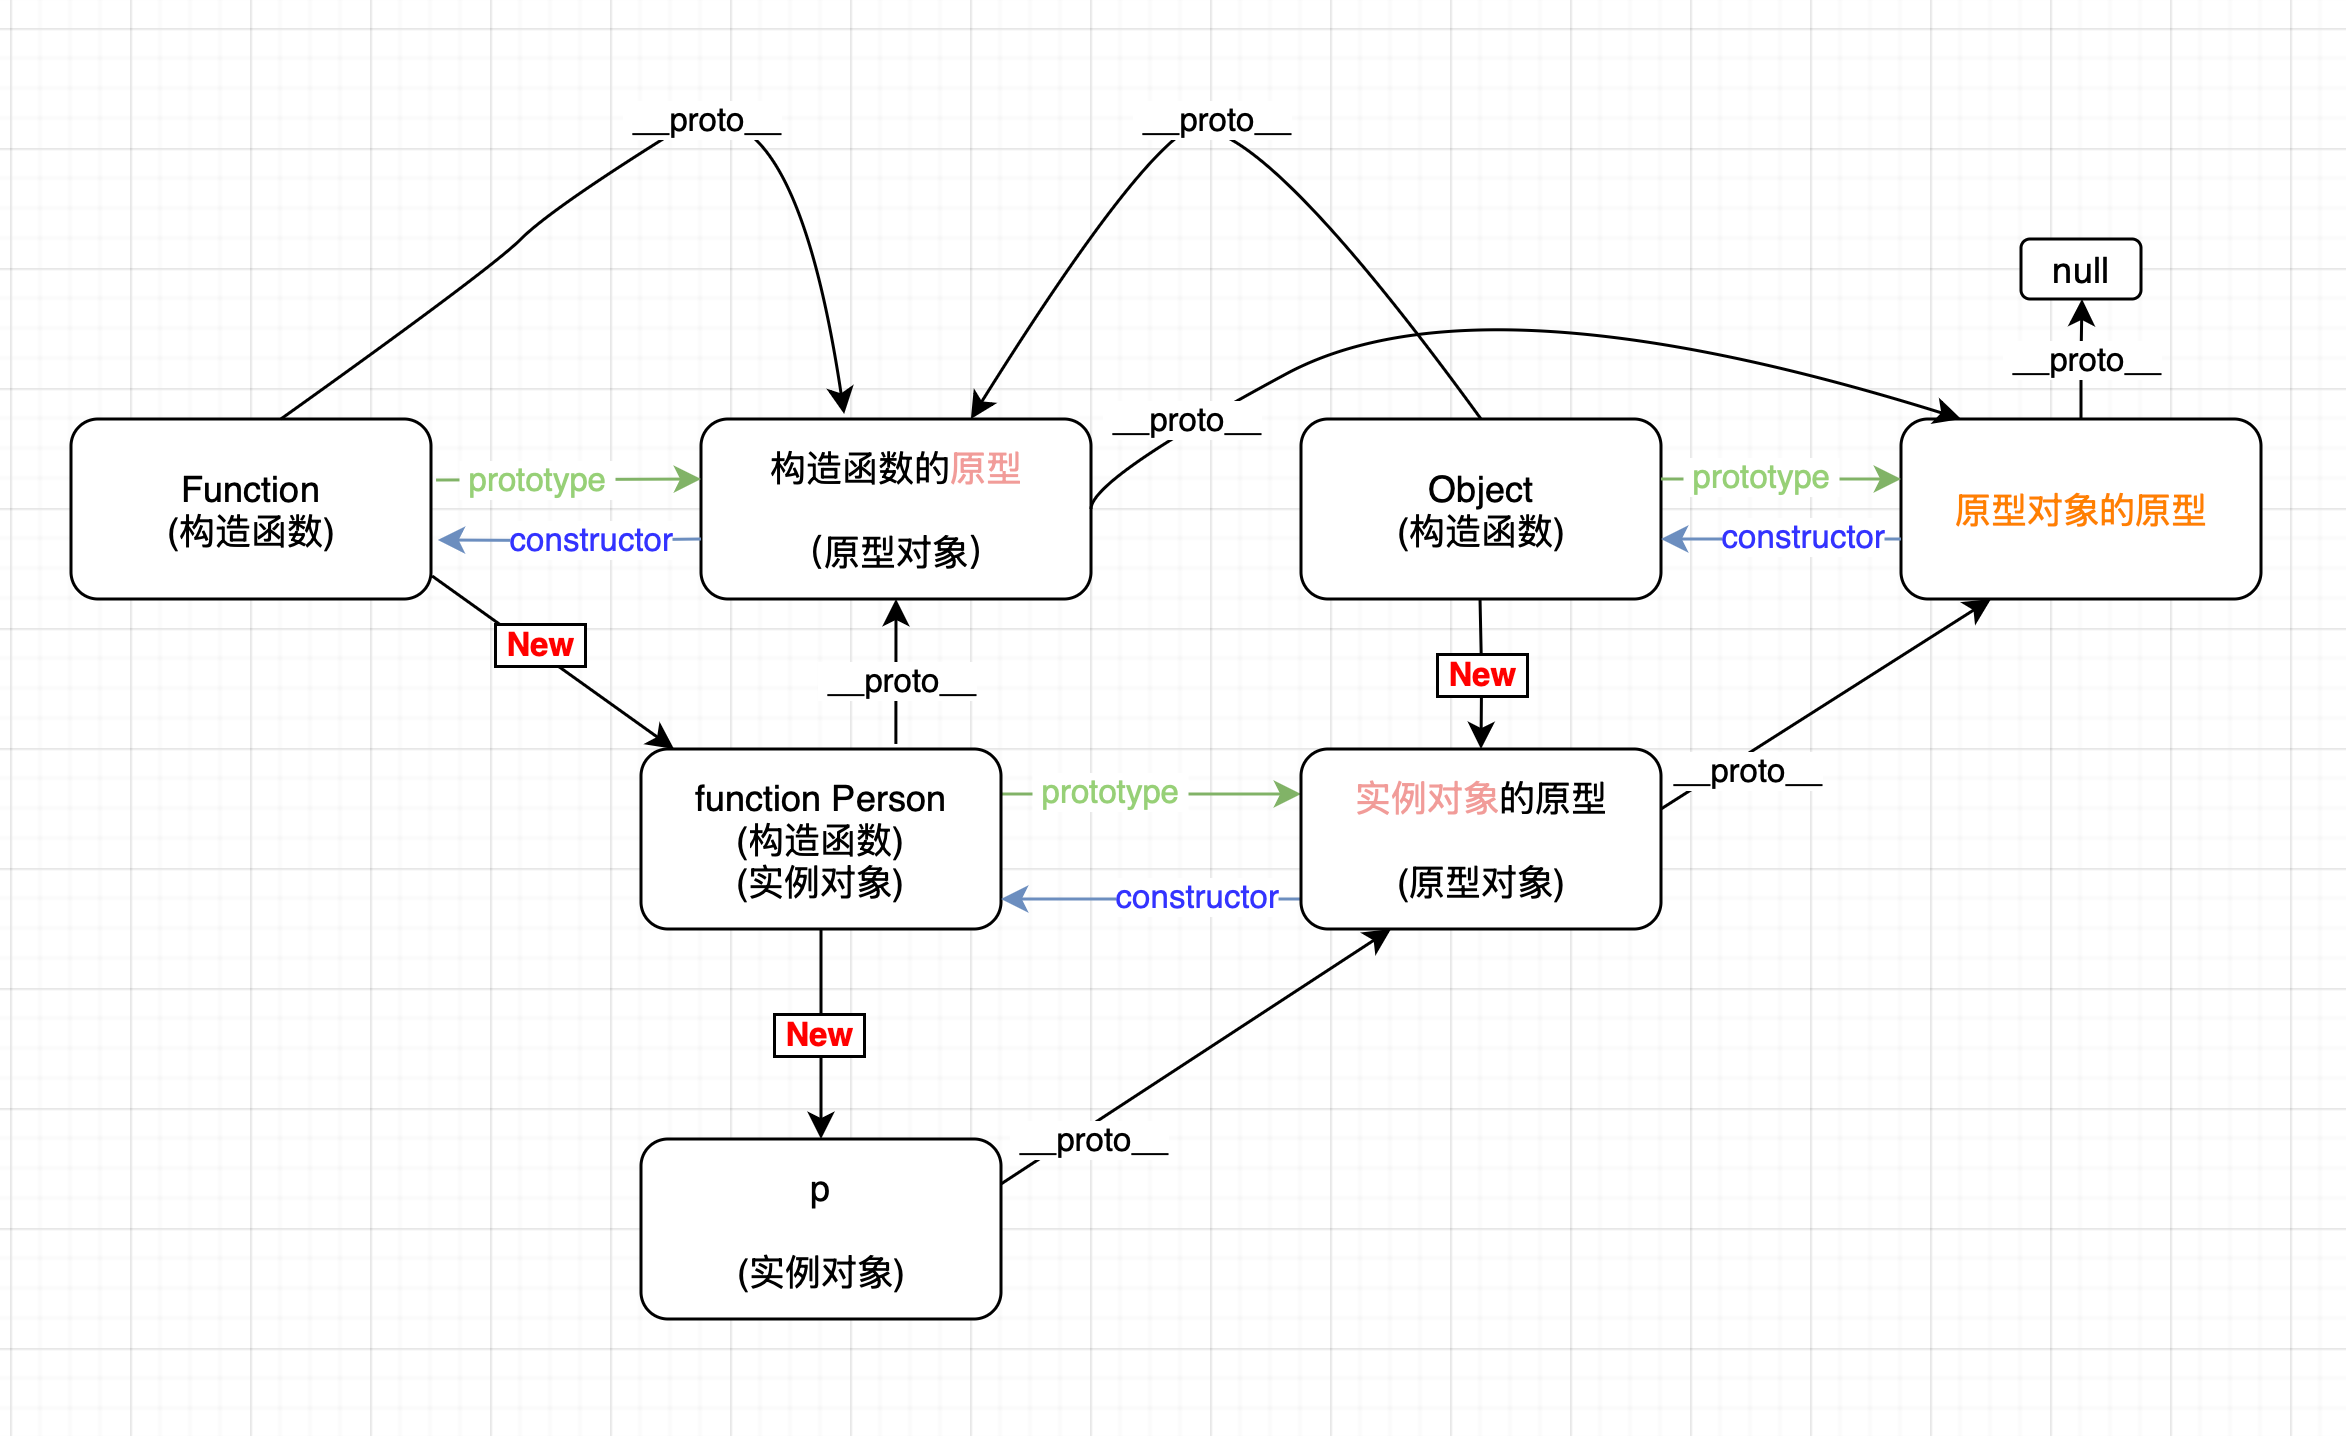 __proto__
__proto__
null
__proto__
__proto__
Function
(构造函数)
prototype
constructor
构造函数的原型
(原型对象)
Object
(构造函数)
prototype
constructor
原型对象的原型
New
__proto__
New
function Person
(构造函数)
(实例对象)
prototype
constructor
实例对象的原型
(原型对象)
__proto__
New
__proto__
p
(实例对象)